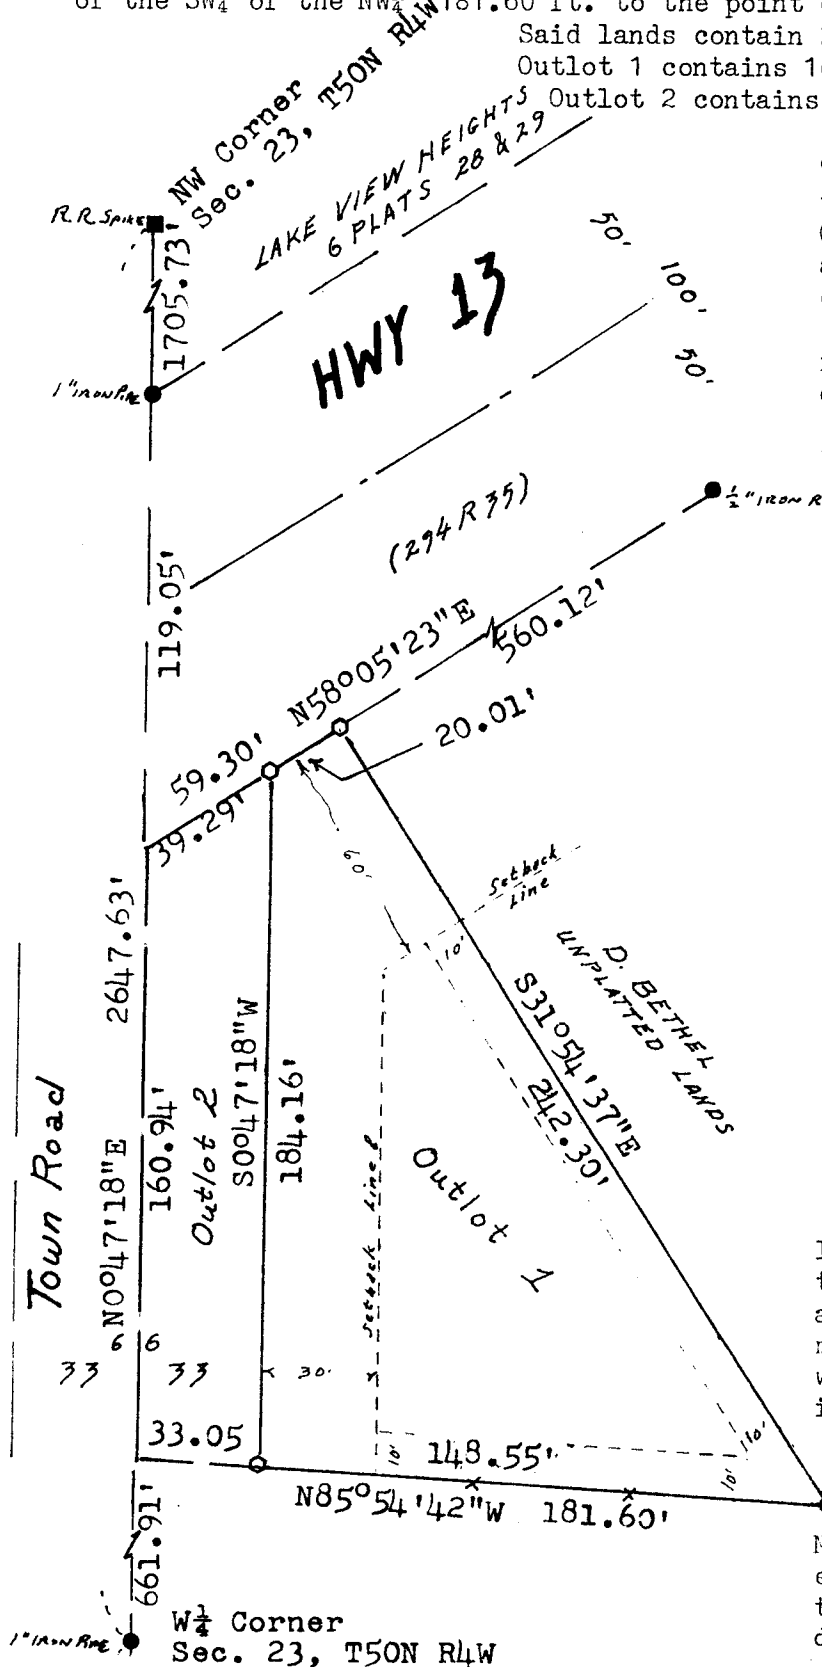 of the SW¼ of the NW¼ 181.60 ft. to the point
Said lands contain
Outlot 1 contains
Outlot 2 contains
NW Corner
Sec. 23, T50N R4W
R.R. SPIKE
LAKE VIEW HEIGHTS
6 PLATS 28 & 29
50'
100'
50'
1705.73'
HWY 13
1" IRON PIPE
(294 R 35)
½" IRON R
119.05'
N58°05'23"E
560.12'
20.01'
59.30'
39.29'
60'
Setback
Line
10'
2647.63'
D. BETHEL
UNPLATTED LANDS
S31°54'37"E
242.30'
S0°47'18"W
184.16'
Outlot 2
160.94'
N0°47'18"E
Town Road
Setback Line
Outlot 1
6 6
33 33
30'
33.05
148.55'
10'
10'
10'
N85°54'42"W 181.60'
661.91'
W¼ Corner
Sec. 23, T50N R4W
1" IRON PIPE